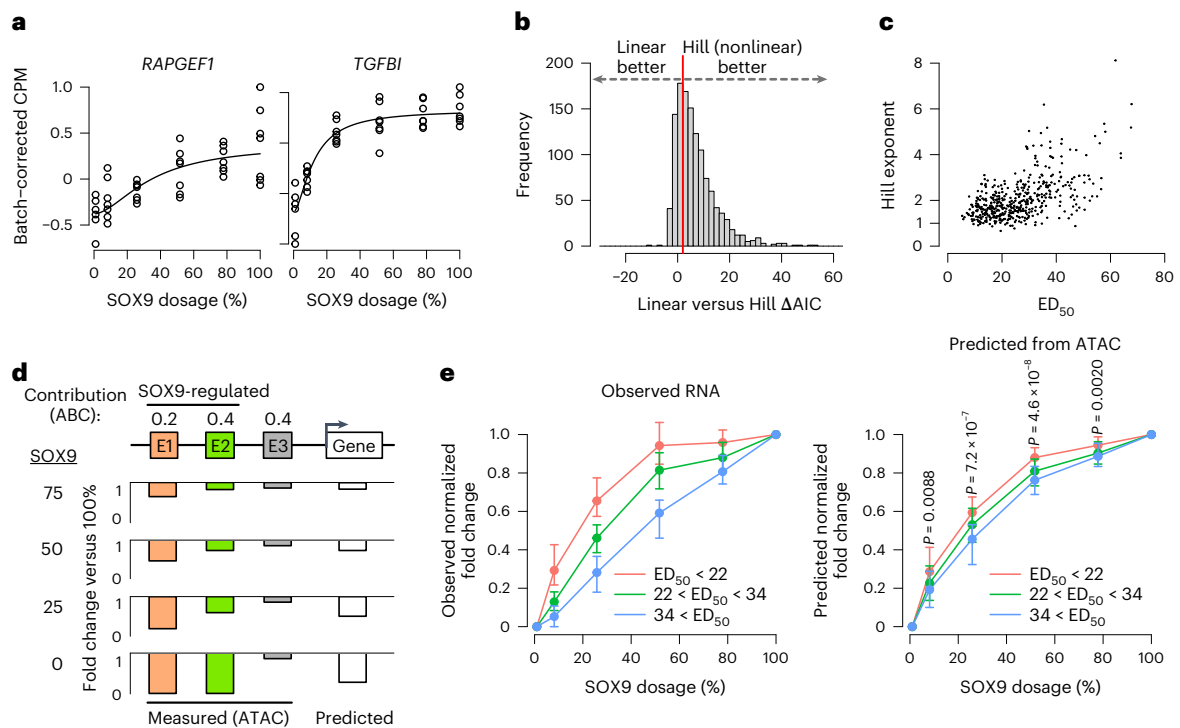 a
RAPGEF1
TGFBI
Batch-corrected CPM
1.0
0.5
0
−0.5
0 20 40 60 80 100
0 20 40 60 80 100
SOX9 dosage (%)
SOX9 dosage (%)
b
Linear better
Hill (nonlinear) better
Frequency
200
150
100
50
0
−20 0 20 40 60
Linear versus Hill ΔAIC
c
Hill exponent
8
6
4
2
1
0
0 20 40 60 80
ED50
d
Contribution (ABC):
SOX9-regulated
0.2 0.4 0.4
E1 E2 E3 Gene
SOX9
75
50
25
0
Fold change versus 100%
1
0
1
0
1
0
1
0
Measured (ATAC)
Predicted
e
Observed RNA
Observed normalized fold change
1.0
0.8
0.6
0.4
0.2
0
0 20 40 60 80 100
SOX9 dosage (%)
ED50 < 22
22 < ED50 < 34
34 < ED50
Predicted from ATAC
Predicted normalized fold change
1.0
0.8
0.6
0.4
0.2
0
P = 0.0088
P = 7.2 × 10−7
P = 4.6 × 10−8
P = 0.0020
0 20 40 60 80 100
SOX9 dosage (%)
ED50 < 22
22 < ED50 < 34
34 < ED50